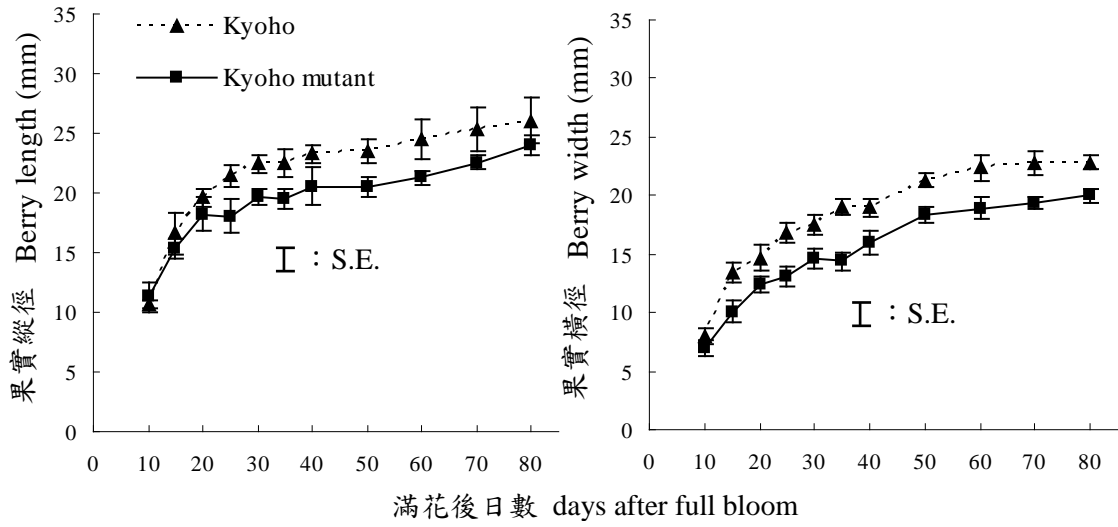 果實縱徑 Berry length (mm)
35
30
25
20
15
10
5
0
Kyoho
Kyoho mutant
：S.E.
0 10 20 30 40 50 60 70 80
果實橫徑 Berry width (mm)
35
30
25
20
15
10
5
0
：S.E.
0 10 20 30 40 50 60 70 80
滿花後日數 days after full bloom